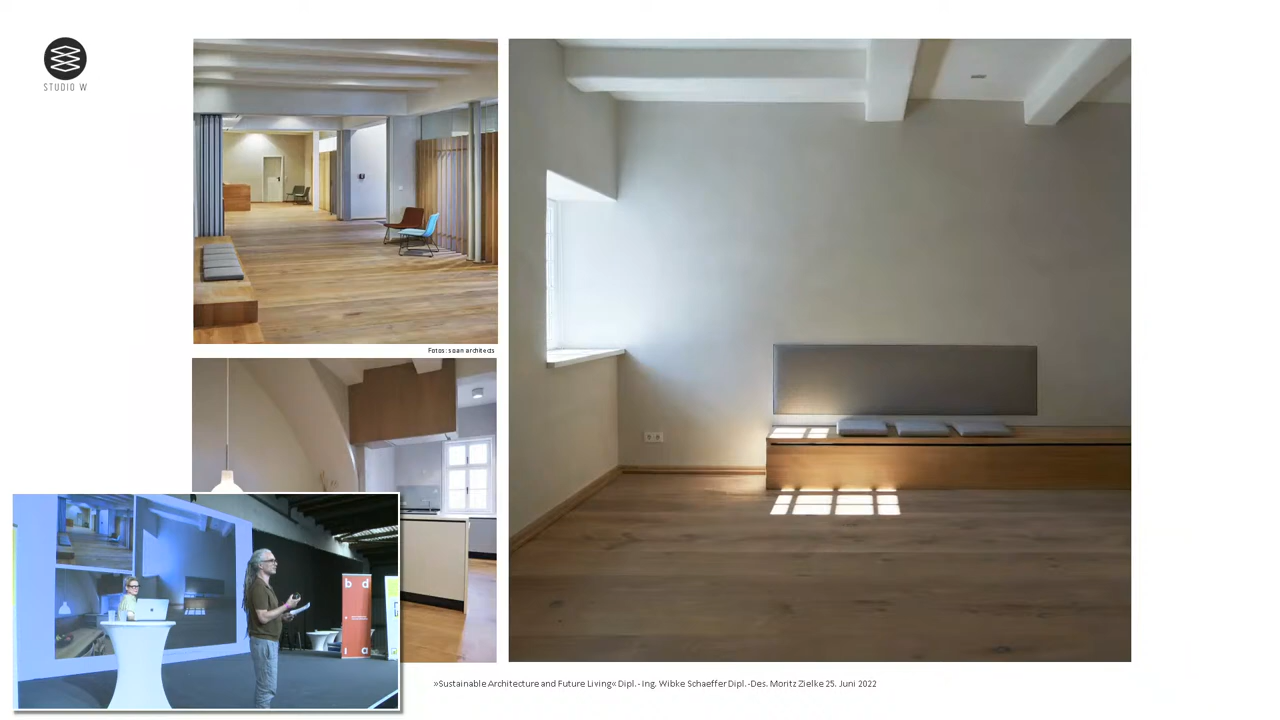 STUDIO W
Fotos: soan architects
b d
i a
»Sustainable Architecture and Future Living« Dipl.- Ing. Wibke Schaeffer Dipl. -Des. Moritz Zielke 25. Juni 2022